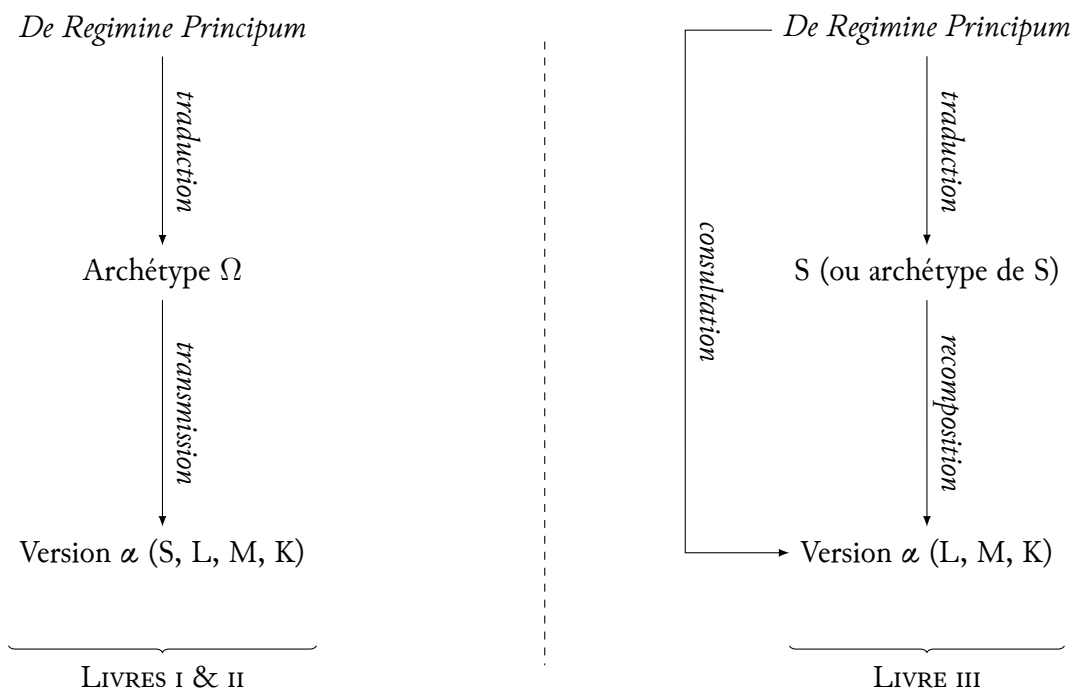 De Regimine Principum
traduction
Archétype Ω
transmission
Version α (S, L, M, K)
Livres i & ii
De Regimine Principum
traduction
consultation
S (ou archétype de S)
recomposition
Version α (L, M, K)
Livre iii